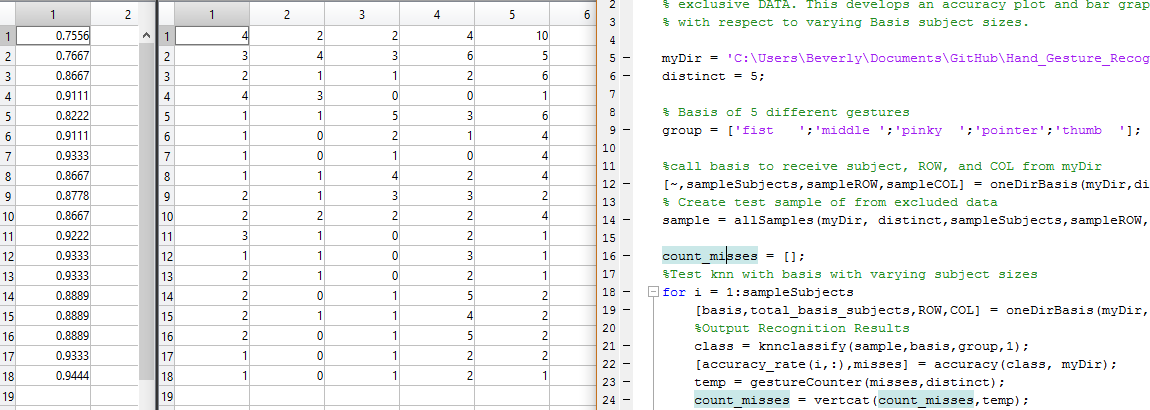 1 2
1 0.7556
2 0.7667
3 0.8667
4 0.9111
5 0.8222
6 0.9111
7 0.9333
8 0.8667
9 0.8778
10 0.8667
11 0.9222
12 0.9333
13 0.9333
14 0.8889
15 0.8889
16 0.8889
17 0.9333
18 0.9444
19
1 2 3 4 5 6
1 4 2 2 4 10
2 3 4 3 6 5
3 2 1 1 2 6
4 4 3 0 0 1
5 1 1 5 3 6
6 1 0 2 1 4
7 1 0 1 0 4
8 1 1 4 2 4
9 2 1 3 3 2
10 2 2 2 2 4
11 3 1 0 2 1
12 1 1 0 3 1
13 2 1 0 2 1
14 2 0 1 5 2
15 2 1 1 4 2
16 2 0 1 5 2
17 1 0 1 2 2
18 1 0 1 2 1
19
2 % exclusive DATA. This develops an accuracy plot and bar grap
3 % with respect to varying Basis subject sizes.
4
5 – myDir = 'C:\Users\Beverly\Documents\GitHub\Hand_Gesture_Recog
6 – distinct = 5;
7
8 % Basis of 5 different gestures
9 – group = ['fist   ';'middle ';'pinky  ';'pointer';'thumb  '];
10
11 %call basis to receive subject, ROW, and COL from myDir
12 – [~,sampleSubjects,sampleROW,sampleCOL] = oneDirBasis(myDir,di
13 % Create test sample of from excluded data
14 – sample = allSamples(myDir, distinct,sampleSubjects,sampleROW,
15
16 – count_misses = [];
17 %Test knn with basis with varying subject sizes
18 – for i = 1:sampleSubjects
19 – [basis,total_basis_subjects,ROW,COL] = oneDirBasis(myDir,
20 %Output Recognition Results
21 – class = knnclassify(sample,basis,group,1);
22 – [accuracy_rate(i,:),misses] = accuracy(class, myDir);
23 – temp = gestureCounter(misses,distinct);
24 – count_misses = vertcat(count_misses,temp);